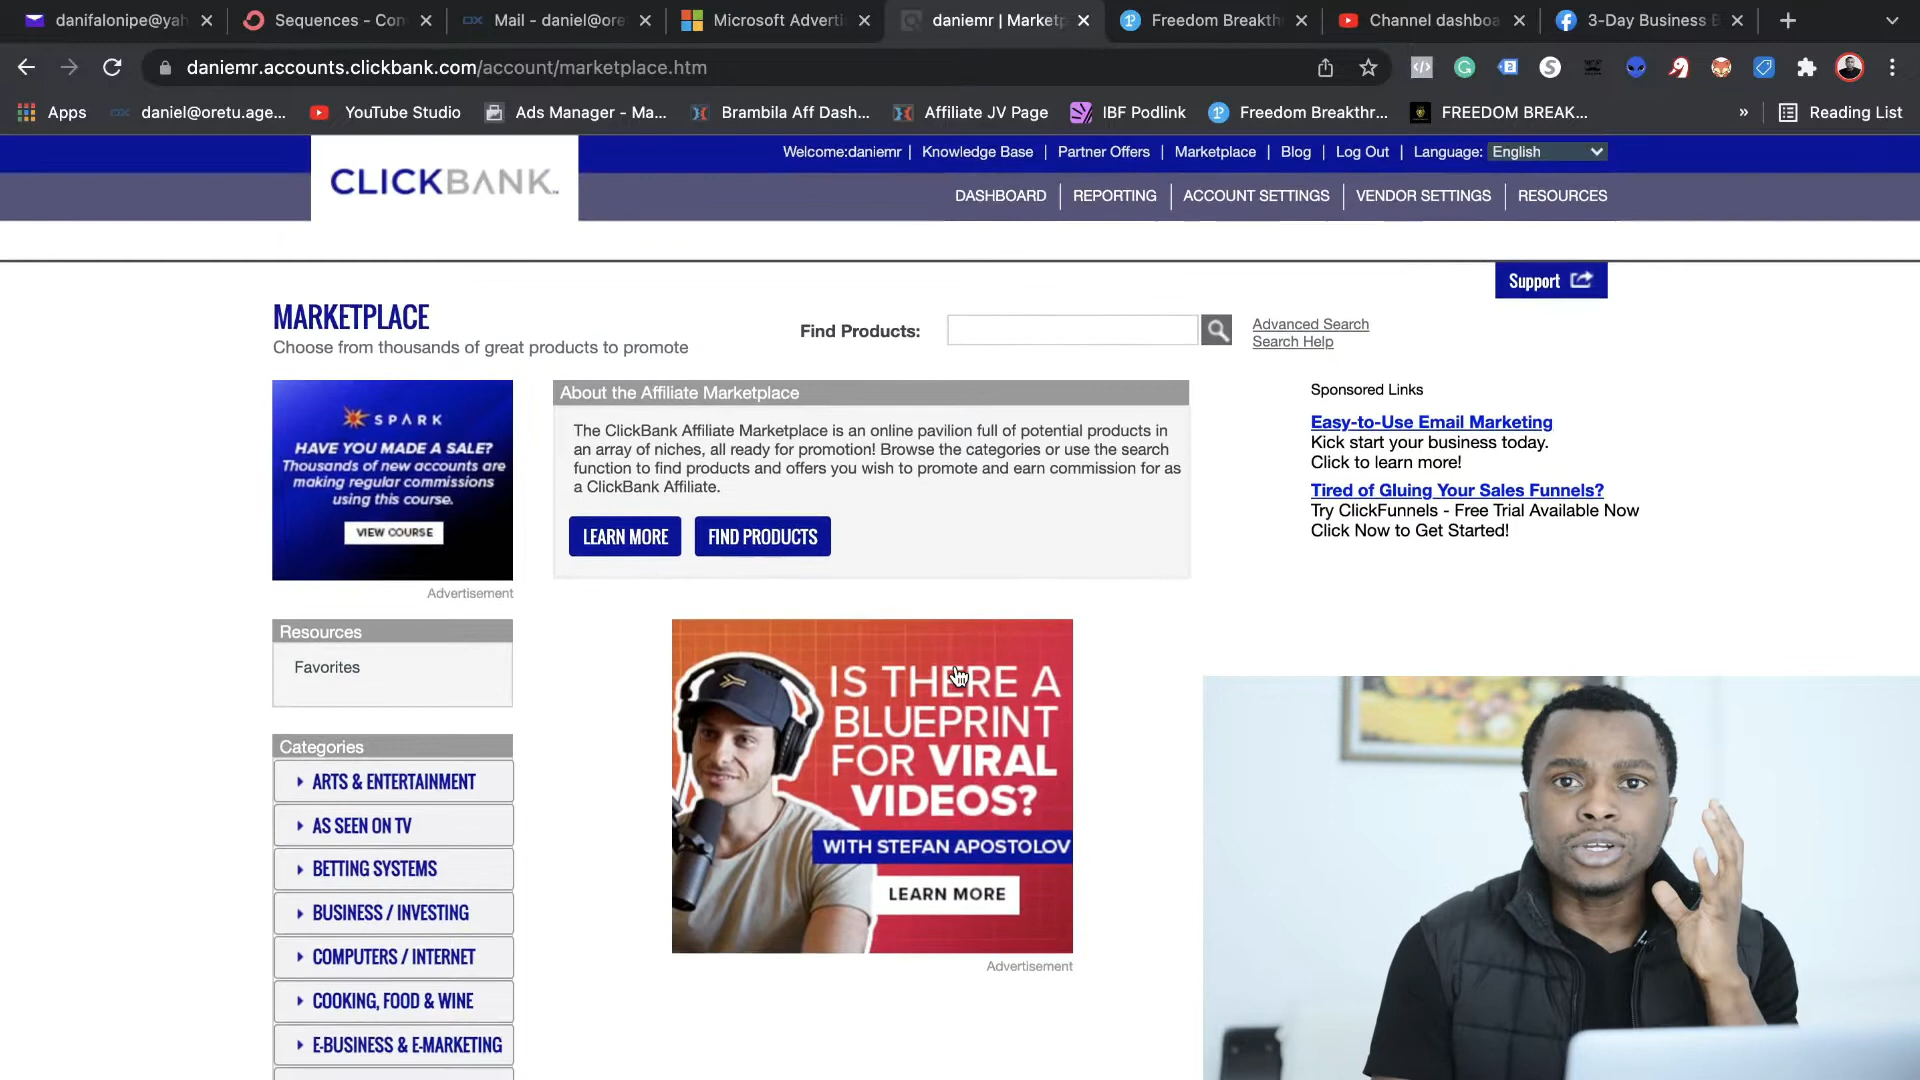 danifalonipe@yah
Sequences - Con
Mail - daniel@ore
Microsoft Adverti
daniemr | Marketp
Freedom Breakth
Channel dashboa
3-Day Business B
daniemr.accounts.clickbank.com/account/marketplace.htm
Apps
daniel@oretu.age...
YouTube Studio
Ads Manager - Ma...
Brambila Aff Dash...
Affiliate JV Page
IBF Podlink
Freedom Breakthr...
FREEDOM BREAK...
»
Reading List
CLICKBANK
Welcome:daniemr | Knowledge Base | Partner Offers | Marketplace | Blog | Log Out | Language: English
DASHBOARD | REPORTING | ACCOUNT SETTINGS | VENDOR SETTINGS | RESOURCES
Support
MARKETPLACE
Choose from thousands of great products to promote
Find Products:
Advanced Search
Search Help
SPARK
HAVE YOU MADE A SALE?
Thousands of new accounts are
making regular commissions
using this course.
VIEW COURSE
Advertisement
About the Affiliate Marketplace
The ClickBank Affiliate Marketplace is an online pavilion full of potential products in
an array of niches, all ready for promotion! Browse the categories or use the search
function to find products and offers you wish to promote and earn commission for as
a ClickBank Affiliate.
LEARN MORE
FIND PRODUCTS
Sponsored Links
Easy-to-Use Email Marketing
Kick start your business today.
Click to learn more!
Tired of Gluing Your Sales Funnels?
Try ClickFunnels - Free Trial Available Now
Click Now to Get Started!
Resources
Favorites
Categories
ARTS & ENTERTAINMENT
AS SEEN ON TV
BETTING SYSTEMS
BUSINESS / INVESTING
COMPUTERS / INTERNET
COOKING, FOOD & WINE
E-BUSINESS & E-MARKETING
IS THERE A
BLUEPRINT
FOR VIRAL
VIDEOS?
WITH STEFAN APOSTOLOV
LEARN MORE
Advertisement